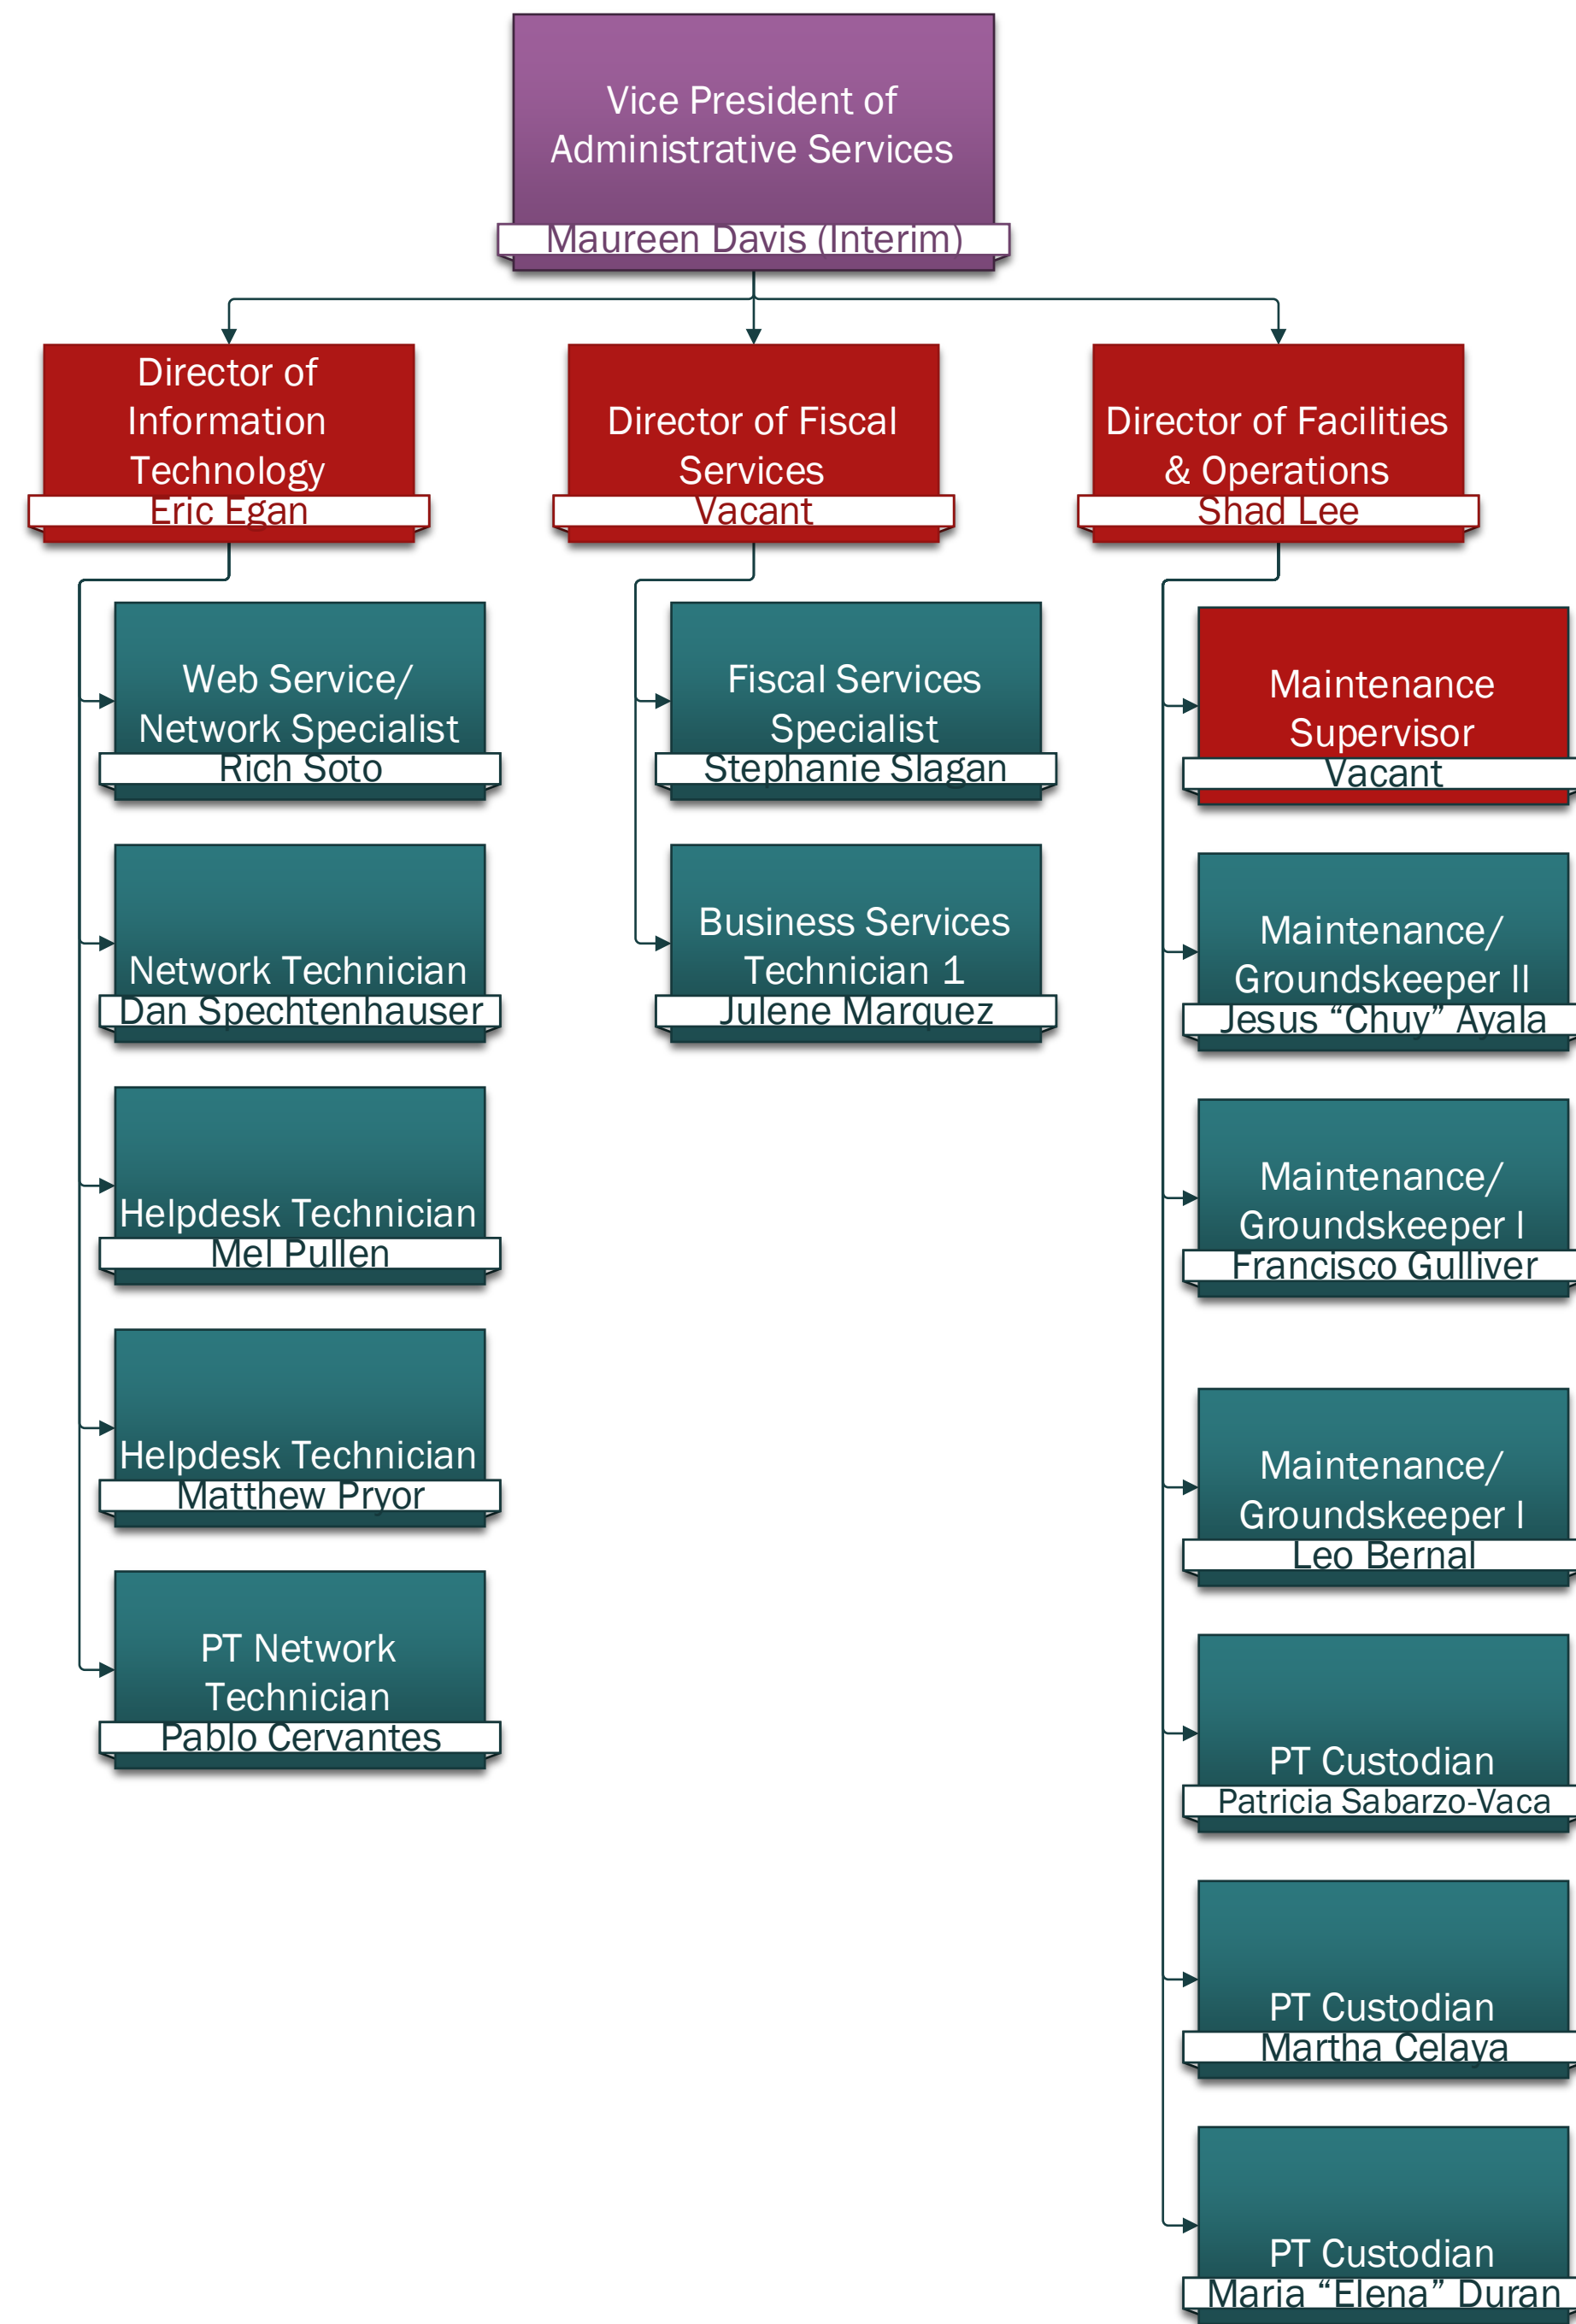 Vice President of
Administrative Services
Maureen Davis (Interim)
Director of
Information
Technology
Eric Egan
Director of Fiscal
Services
Vacant
Director of Facilities
& Operations
Shad Lee
Web Service/
Network Specialist
Rich Soto
Network Technician
Dan Spechtenhauser
Helpdesk Technician
Mel Pullen
Helpdesk Technician
Matthew Pryor
PT Network
Technician
Pablo Cervantes
Fiscal Services
Specialist
Stephanie Slagan
Business Services
Technician 1
Julene Marquez
Maintenance
Supervisor
Vacant
Maintenance/
Groundskeeper II
Jesus “Chuy” Ayala
Maintenance/
Groundskeeper I
Francisco Gulliver
Maintenance/
Groundskeeper I
Leo Bernal
PT Custodian
Patricia Sabarzo-Vaca
PT Custodian
Martha Celaya
PT Custodian
Maria “Elena” Duran